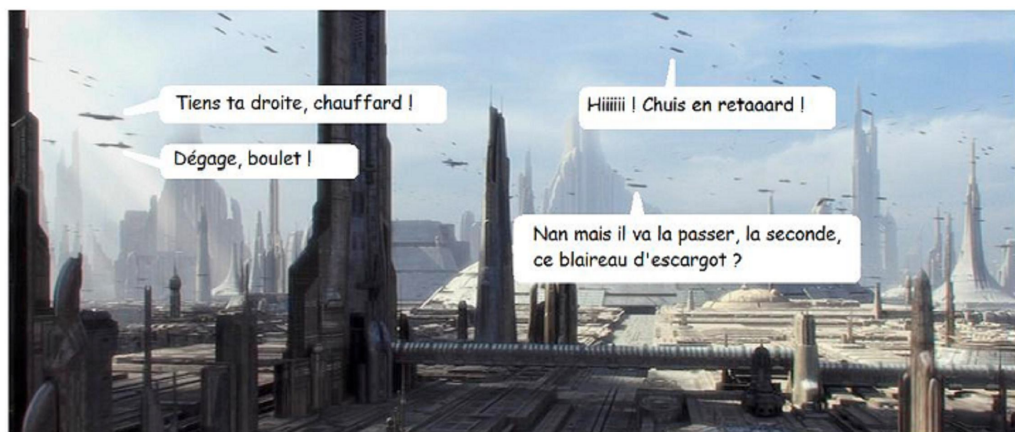 Tiens ta droite, chauffard !
Hiiiiii ! Chuis en retaaard !
Dégage, boulet !
Nan mais il va la passer, la seconde,
ce blaireau d'escargot ?